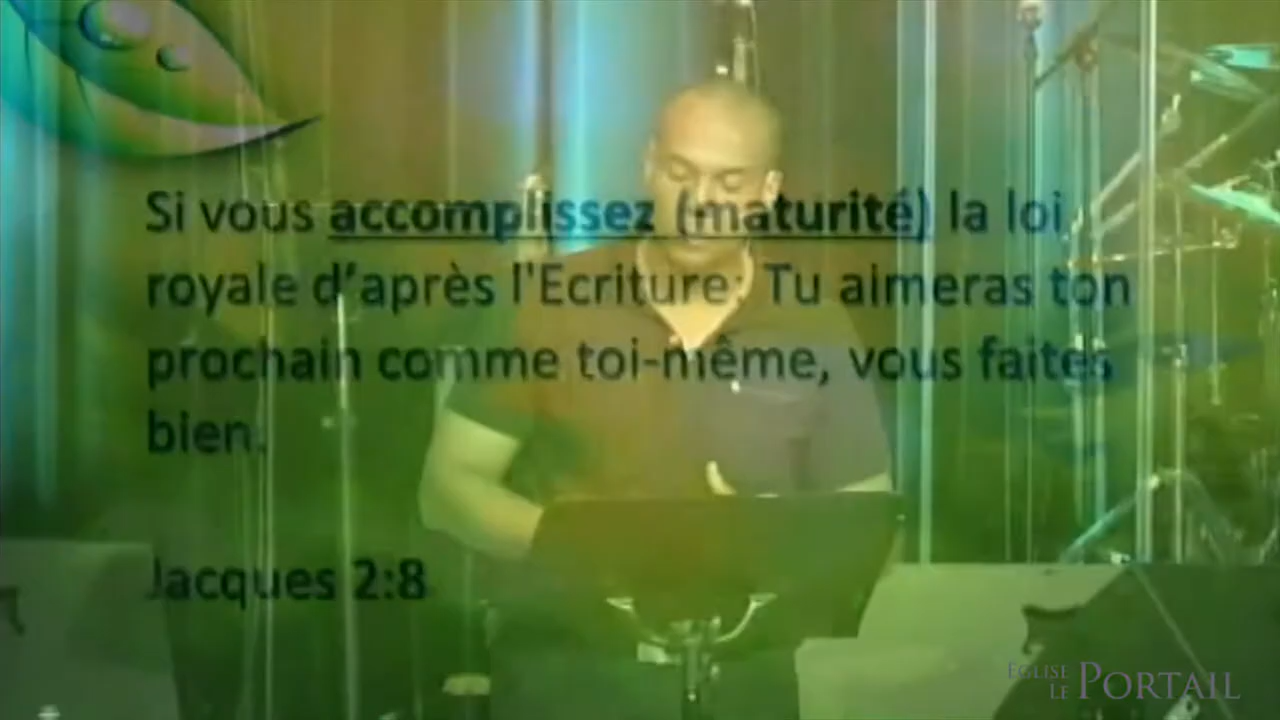 Si vous accomplissez (maturité) la loi
royale d’après l'Ecriture: Tu aimeras ton
prochain comme toi-même, vous faites
bien.
Jacques 2:8
EGLISE
LE PORTAIL